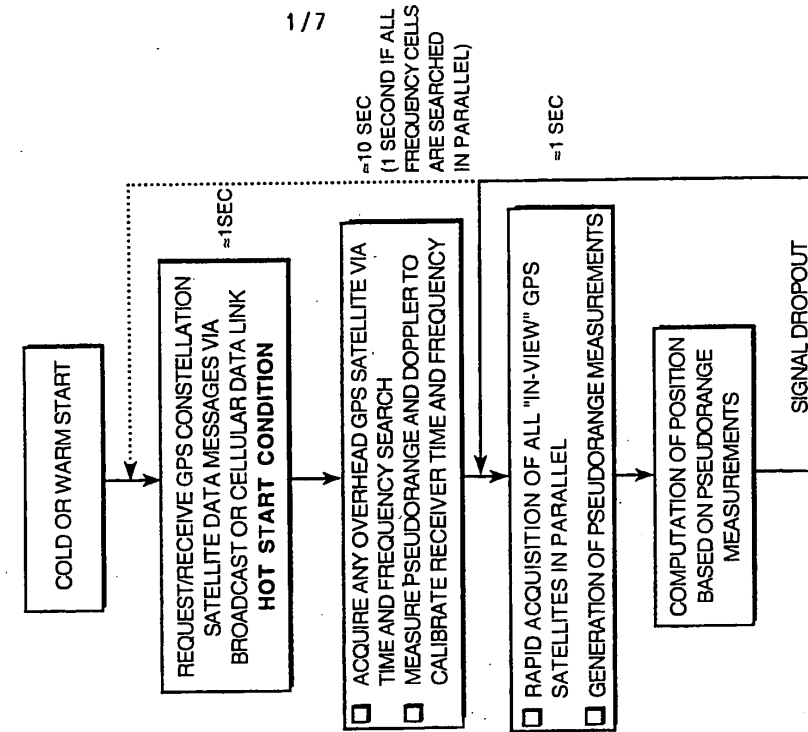 1/7
COLD OR WARM START
REQUEST/RECEIVE GPS CONSTELLATION
SATELLITE DATA MESSAGES VIA
BROADCAST OR CELLULAR DATA LINK
HOT START CONDITION
≈1SEC
ACQUIRE ANY OVERHEAD GPS SATELLITE VIA
TIME AND FREQUENCY SEARCH
MEASURE PSEUDORANGE AND DOPPLER TO
CALIBRATE RECEIVER TIME AND FREQUENCY
≈10 SEC
(1 SECOND IF ALL
FREQUENCY CELLS
ARE SEARCHED
IN PARALLEL)
RAPID ACQUISITION OF ALL "IN-VIEW" GPS
SATELLITES IN PARALLEL
GENERATION OF PSEUDORANGE MEASUREMENTS
≈1 SEC
COMPUTATION OF POSITION
BASED ON PSEUDORANGE
MEASUREMENTS
SIGNAL DROPOUT